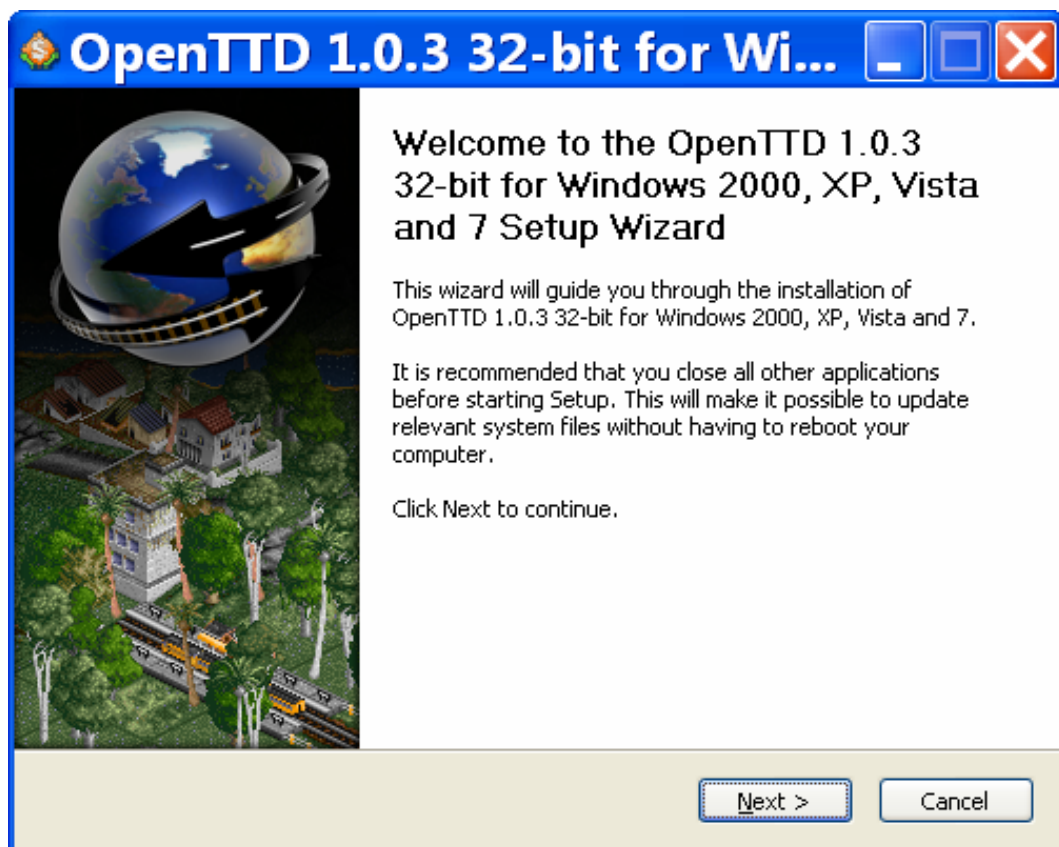 OpenTTD 1.0.3 32-bit for Wi...
Welcome to the OpenTTD 1.0.3
32-bit for Windows 2000, XP, Vista
and 7 Setup Wizard
This wizard will guide you through the installation of
OpenTTD 1.0.3 32-bit for Windows 2000, XP, Vista and 7.
It is recommended that you close all other applications
before starting Setup. This will make it possible to update
relevant system files without having to reboot your
computer.
Click Next to continue.
Next >
Cancel